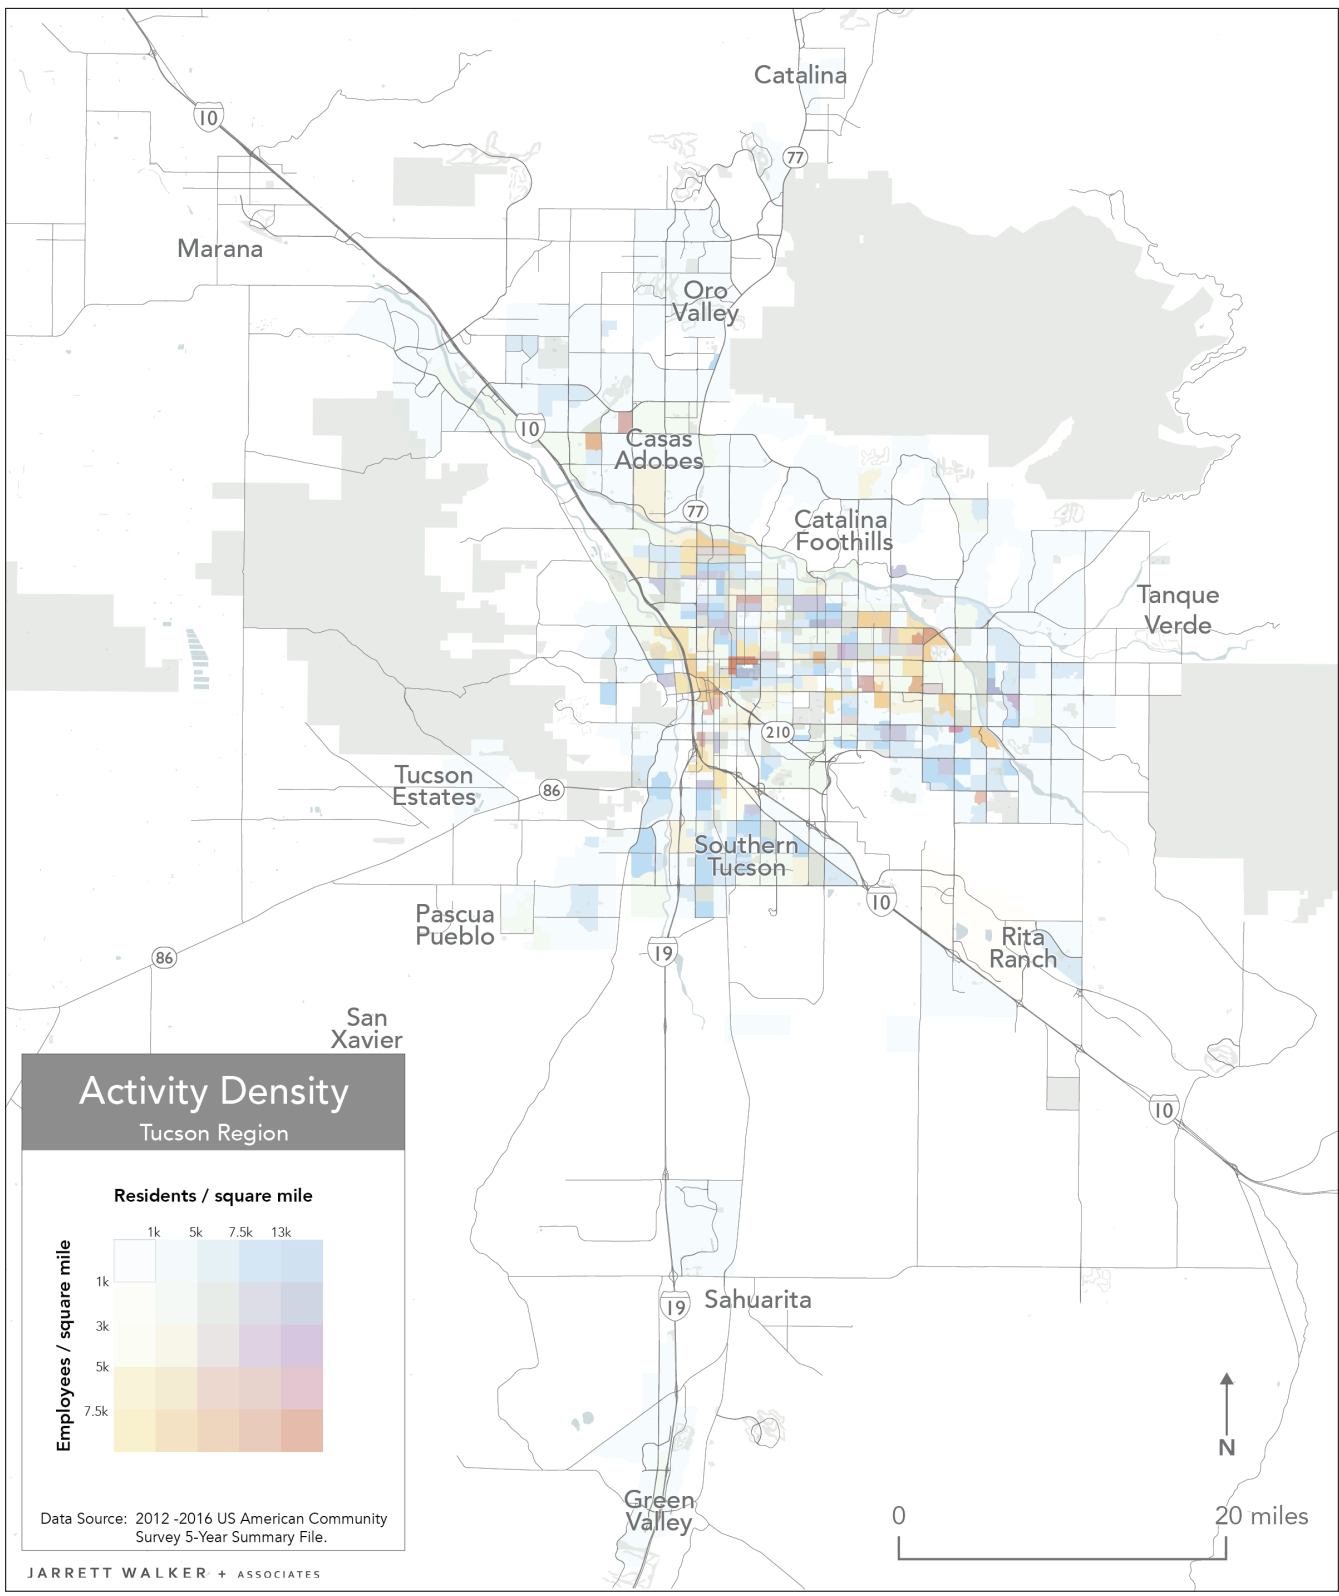 Catalina
10
77
Marana
Oro
Valley
10
Casas
Adobes
77
Catalina
Foothills
Tanque
Verde
210
Tucson
Estates
86
Southern
Tucson
10
Pascua
Pueblo
Rita
Ranch
19
86
San
Xavier
10
Activity Density
Tucson Region
Residents / square mile
1k 5k 7.5k 13k
Employees / square mile
1k
3k
5k
7.5k
19
Sahuarita
N
Green
Valley
0 20 miles
Data Source: 2012 -2016 US American Community
Survey 5-Year Summary File.
JARRETT WALKER + ASSOCIATES